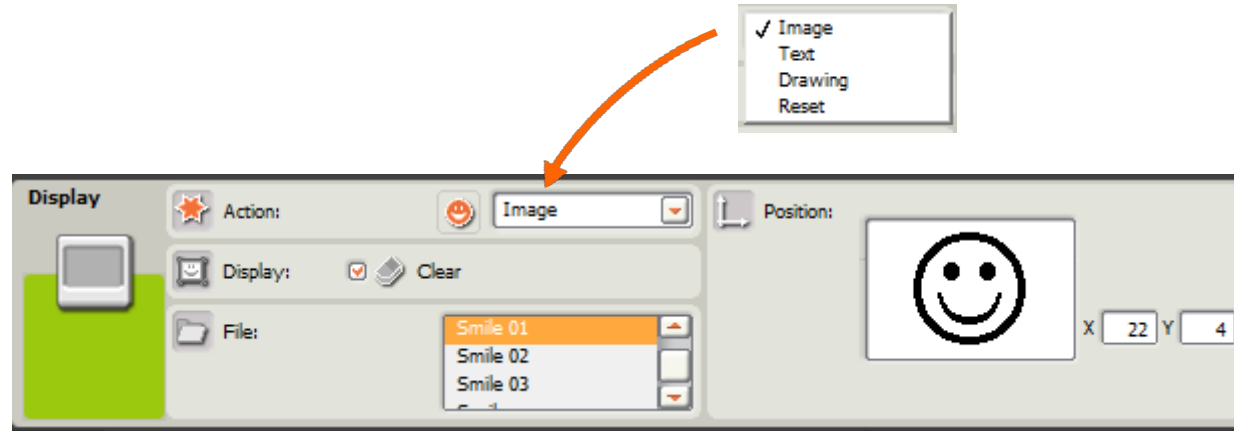 Image
Text
Drawing
Reset
Display
Action:
Image
Position:
Display:
Clear
File:
Smile 01
Smile 02
Smile 03
X 22 Y 4